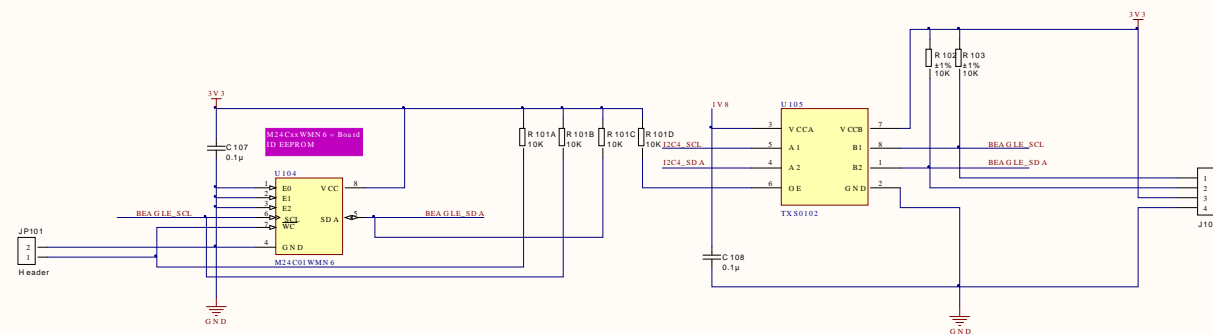 3V3
3V3
R102
±1%
10K
R103
±1%
10K
1V8
U105
M24CxxWMN6 - Board
ID EEPROM
C107
0.1µ
R101A
10K
R101B
10K
R101C
10K
R101D
10K
3
VCCA
VCCB
7
I2C4_SCL
5
A1
B1
8
BEAGLE_SCL
I2C4_SDA
4
A2
B2
1
BEAGLE_SDA
6
OE
GND
2
TXS0102
U104
1
E0
VCC
8
2
E1
3
E2
BEAGLE_SCL
6
SCL
SDA
5
BEAGLE_SDA
7
WC
4
GND
M24C01WMN6
JP101
2
1
Header
1
2
3
4
J10
C108
0.1µ
GND
GND